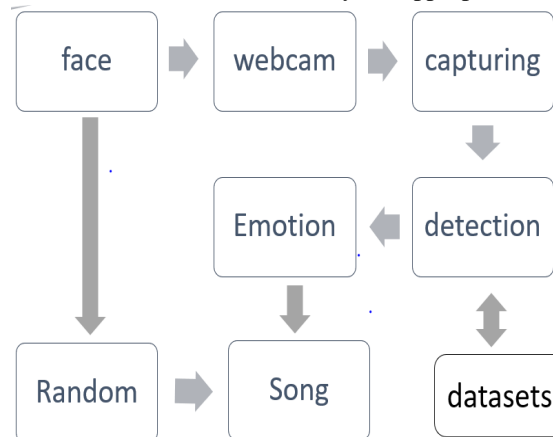 face
webcam
capturing
Emotion
detection
Random
Song
datasets